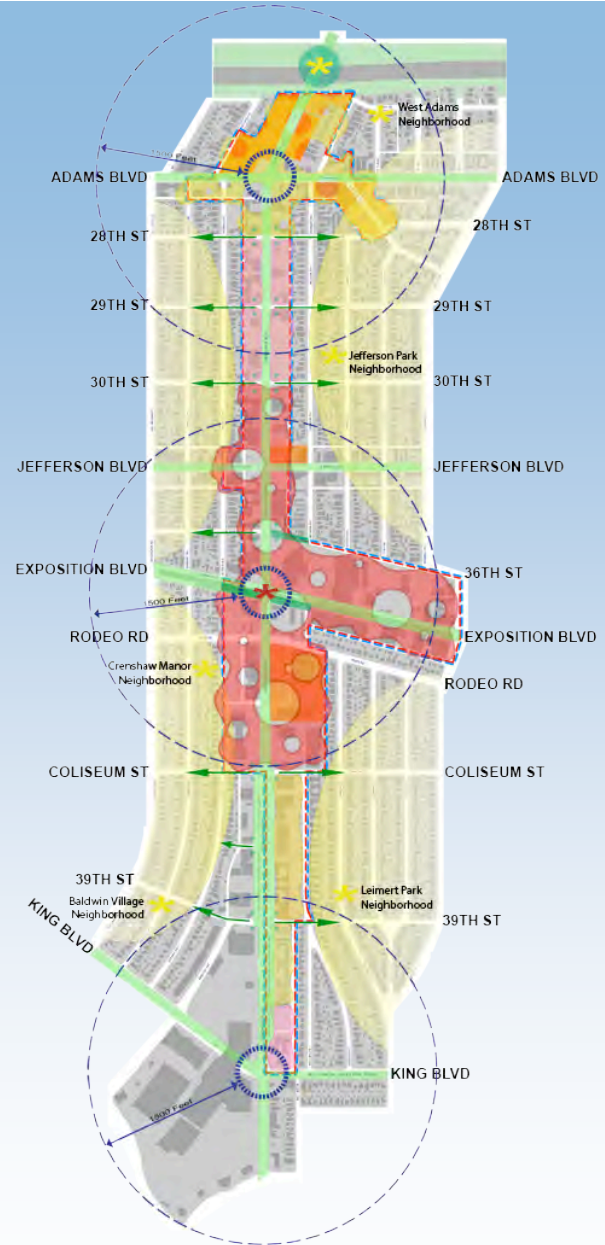 West Adams
Neighborhood
1500 Feet
ADAMS BLVD
ADAMS BLVD
28TH ST
28TH ST
29TH ST
29TH ST
Jefferson Park
Neighborhood
30TH ST
30TH ST
JEFFERSON BLVD
JEFFERSON BLVD
EXPOSITION BLVD
36TH ST
1500 Feet
RODEO RD
EXPOSITION BLVD
Crenshaw Manor
Neighborhood
RODEO RD
COLISEUM ST
COLISEUM ST
39TH ST
Baldwin Village
Neighborhood
Leimert Park
Neighborhood
KING BLVD
39TH ST
KING BLVD
1500 Feet